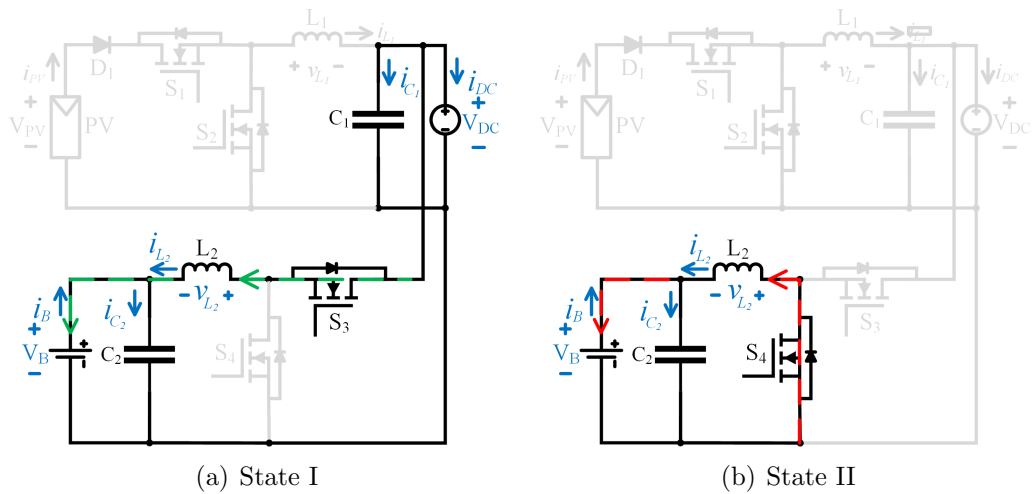 L1 iL1
D1
iPV S1 + vL1 - iC1 iDC
+ VPV - PV S2 C1 + VDC -
iL2 L2
- vL2 +
iB iC2 S3
+ VB - C2 S4
(a) State I
L1 iL1
D1
iPV S1 + vL1 - iC1 iDC
+ VPV - PV S2 C1 + VDC -
iL2 L2
- vL2 +
iB iC2 S3
+ VB - C2 S4
(b) State II